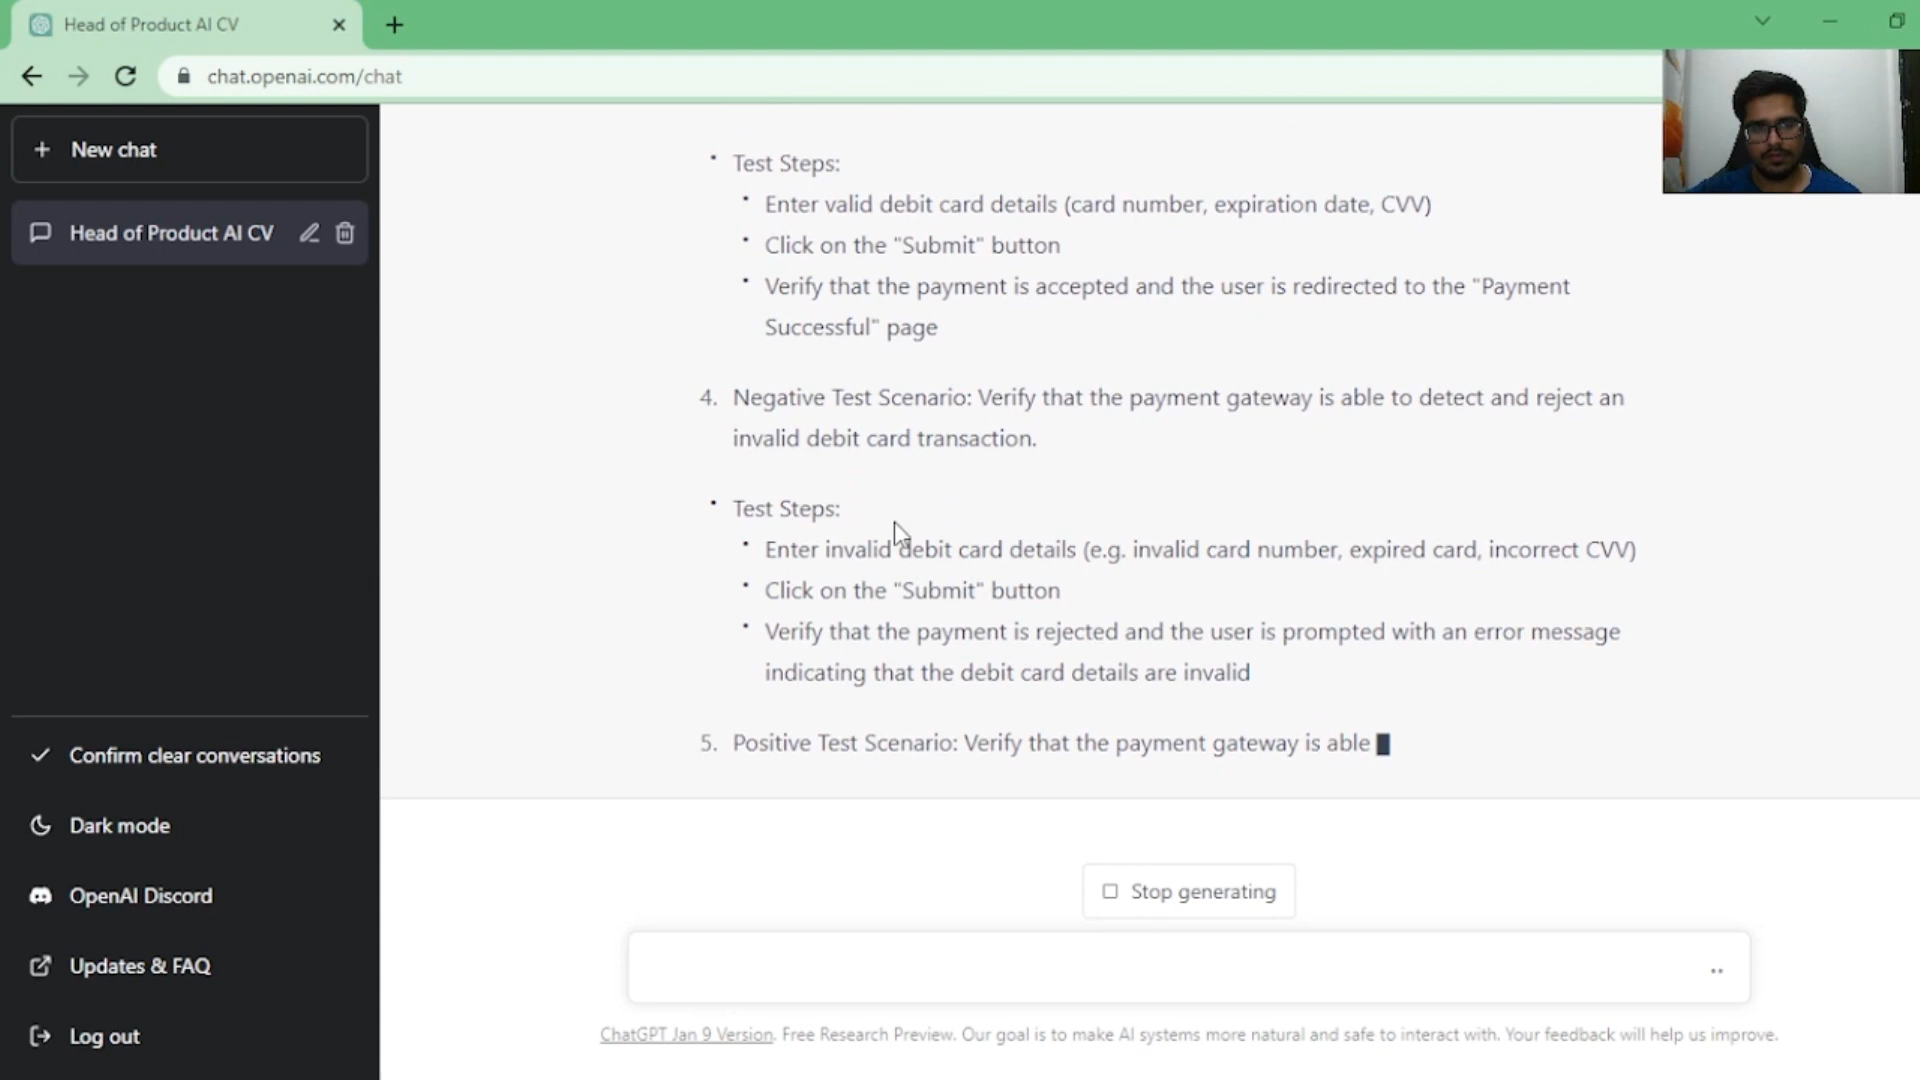 Head of Product AI CV
chat.openai.com/chat
New chat
Head of Product AI CV
Confirm clear conversations
Dark mode
OpenAI Discord
Updates & FAQ
Log out
• Test Steps:
• Enter valid debit card details (card number, expiration date, CVV)
• Click on the "Submit" button
• Verify that the payment is accepted and the user is redirected to the "Payment
Successful" page
4. Negative Test Scenario: Verify that the payment gateway is able to detect and reject an
invalid debit card transaction.
• Test Steps:
• Enter invalid debit card details (e.g. invalid card number, expired card, incorrect CVV)
• Click on the "Submit" button
• Verify that the payment is rejected and the user is prompted with an error message
indicating that the debit card details are invalid
5. Positive Test Scenario: Verify that the payment gateway is able
Stop generating
ChatGPT Jan 9 Version. Free Research Preview. Our goal is to make AI systems more natural and safe to interact with. Your feedback will help us improve.